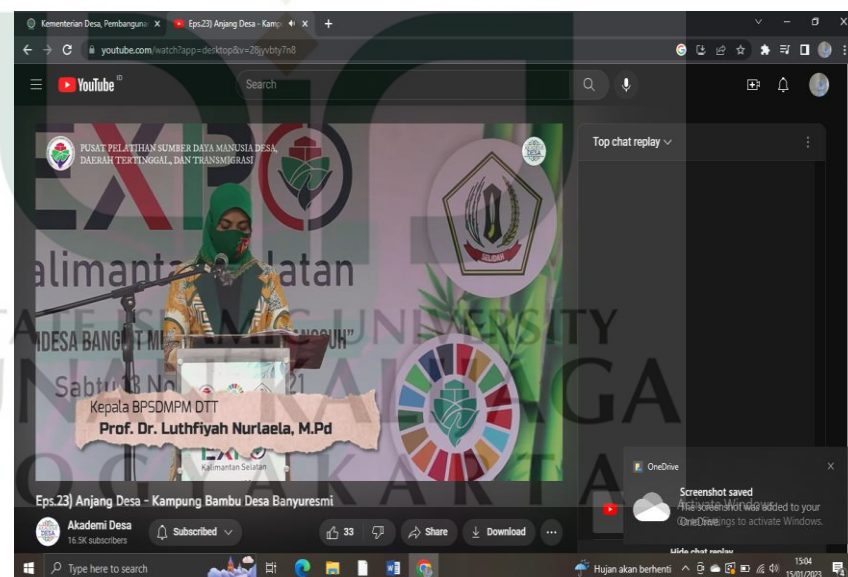 Kementerian Desa, Pembanguna
Eps.23) Anjang Desa - Kamp
youtube.com/watch?app=desktop&v=28jyvbty7n8
YouTube ID
Search
PUSAT PELATIHAN SUMBER DAYA MANUSIA DESA,
DAERAH TERTINGGAL, DAN TRANSMIGRASI
EXPO
SELIDAH
Sabtu 13 No 21
Kepala BPSDMPM DTT
Prof. Dr. Luthfiyah Nurlaela, M.Pd
Kalimantan Selatan
Top chat replay
Eps.23) Anjang Desa - Kampung Bambu Desa Banyuresmi
Akademi Desa
16.5K subscribers
Subscribed
33
Share
Download
OneDrive
Screenshot saved
The screenshot was added to your
OneDrive.
Activate Windows
Go to Settings to activate Windows.
Hide chat replay
Type here to search
Hujan akan berhenti
15:04
15/01/2023
STATE ISLAMIC UNIVERSITY
SUNAN KALIJAGA
YOGYAKARTA